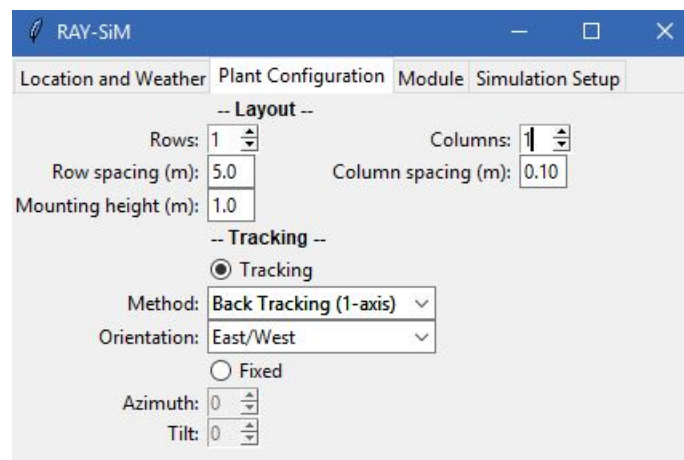 RAY-SiM
Location and Weather Plant Configuration Module Simulation Setup
-- Layout --
Rows: 1 Columns: 1
Row spacing (m): 5.0 Column spacing (m): 0.10
Mounting height (m): 1.0
-- Tracking --
Tracking
Method: Back Tracking (1-axis)
Orientation: East/West
Fixed
Azimuth: 0
Tilt: 0